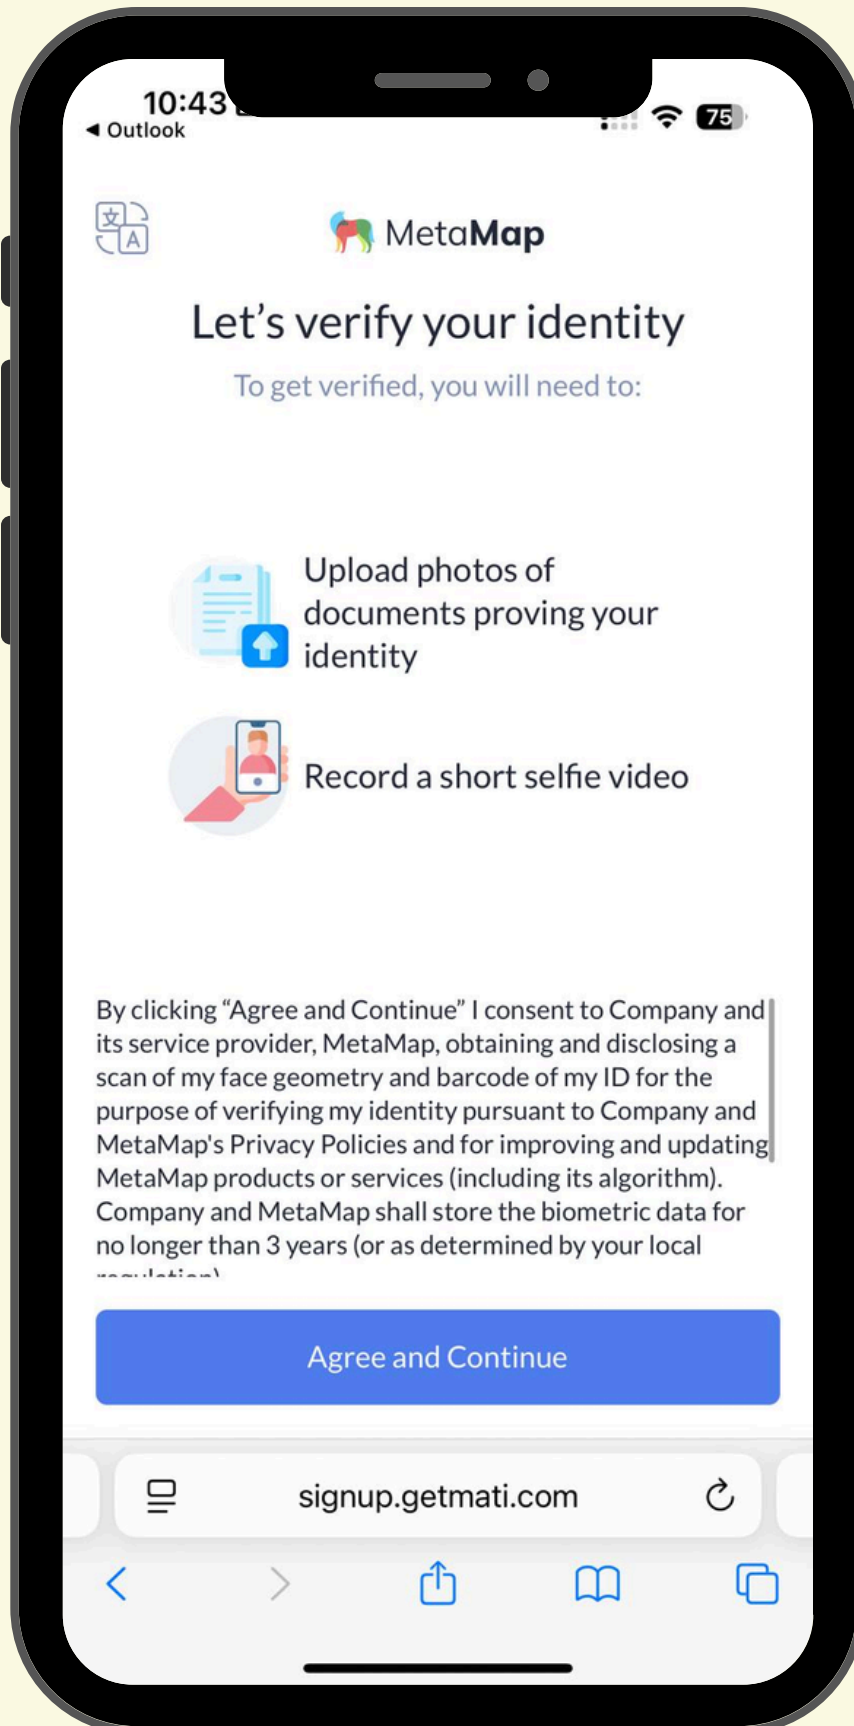 10:43
75
◀ Outlook
文
A
MetaMap
Let's verify your identity
To get verified, you will need to:
Upload photos of
documents proving your
identity
Record a short selfie video
By clicking “Agree and Continue” I consent to Company and
its service provider, MetaMap, obtaining and disclosing a
scan of my face geometry and barcode of my ID for the
purpose of verifying my identity pursuant to Company and
MetaMap's Privacy Policies and for improving and updating
MetaMap products or services (including its algorithm).
Company and MetaMap shall store the biometric data for
no longer than 3 years (or as determined by your local
Agree and Continue
signup.getmati.com